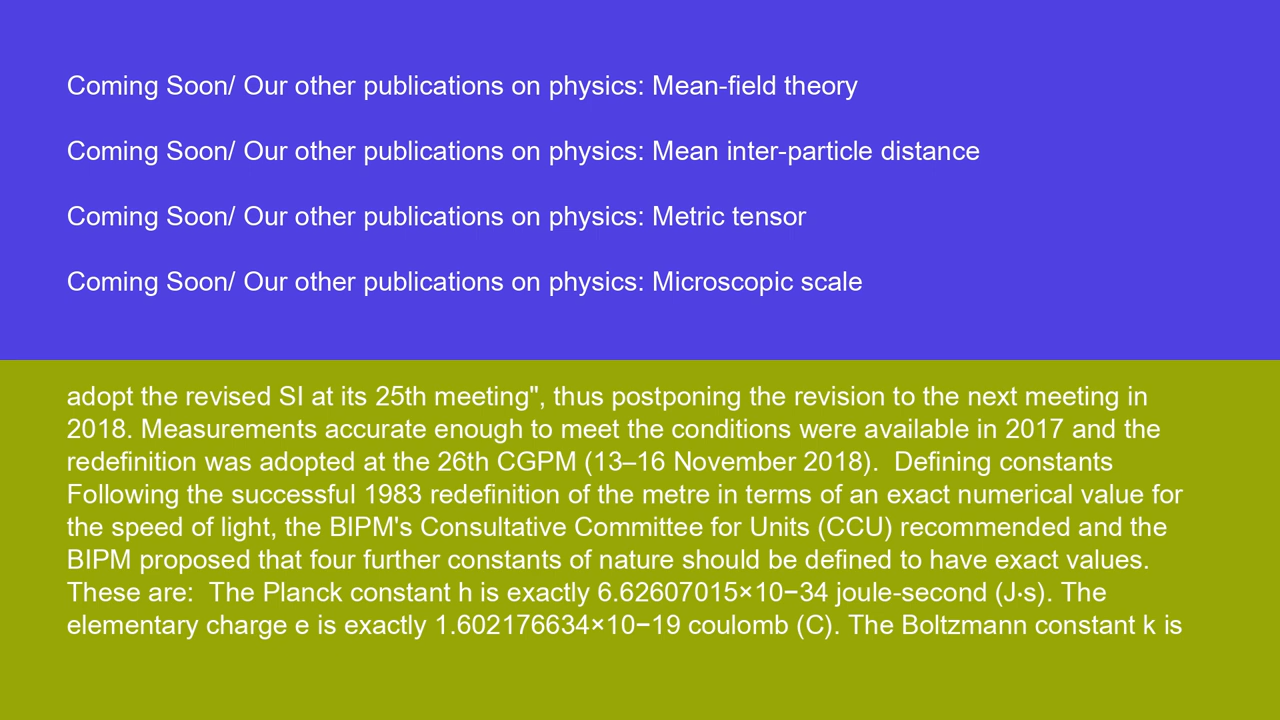 Coming Soon/ Our other publications on physics: Mean-field theory
Coming Soon/ Our other publications on physics: Mean inter-particle distance
Coming Soon/ Our other publications on physics: Metric tensor
Coming Soon/ Our other publications on physics: Microscopic scale
adopt the revised SI at its 25th meeting", thus postponing the revision to the next meeting in
2018. Measurements accurate enough to meet the conditions were available in 2017 and the
redefinition was adopted at the 26th CGPM (13–16 November 2018).  Defining constants
Following the successful 1983 redefinition of the metre in terms of an exact numerical value for
the speed of light, the BIPM's Consultative Committee for Units (CCU) recommended and the
BIPM proposed that four further constants of nature should be defined to have exact values.
These are:  The Planck constant h is exactly 6.62607015×10−34 joule-second (J⋅s). The
elementary charge e is exactly 1.602176634×10−19 coulomb (C). The Boltzmann constant k is